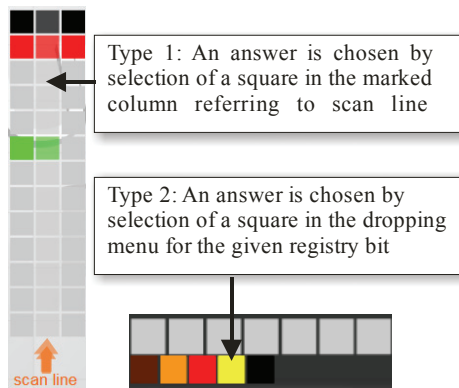 Type 1: An answer is chosen by
selection of a square in the marked
column referring to scan line
Type 2: An answer is chosen by
selection of a square in the dropping
menu for the given registry bit
scan line